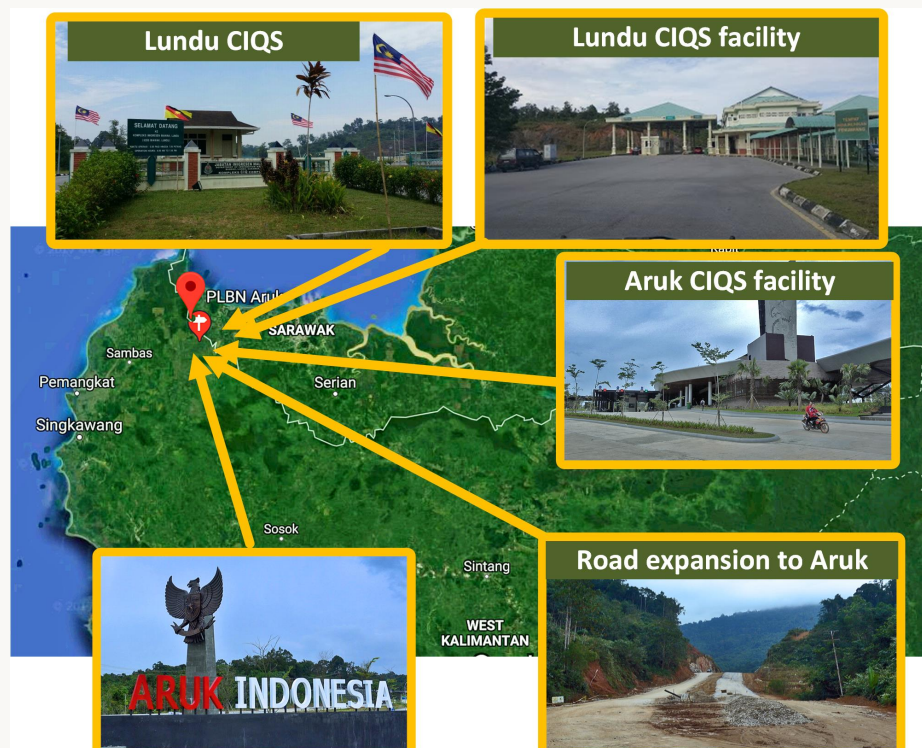 Lundu CIQS
SELAMAT DATANG
Lundu CIQS facility
Aruk CIQS facility
PLBN Aruk
SARAWAK
Sambas
Pemangkat
Serian
Singkawang
Sosok
Sintang
WEST
KALIMANTAN
Road expansion to Aruk
ARUK INDONESIA